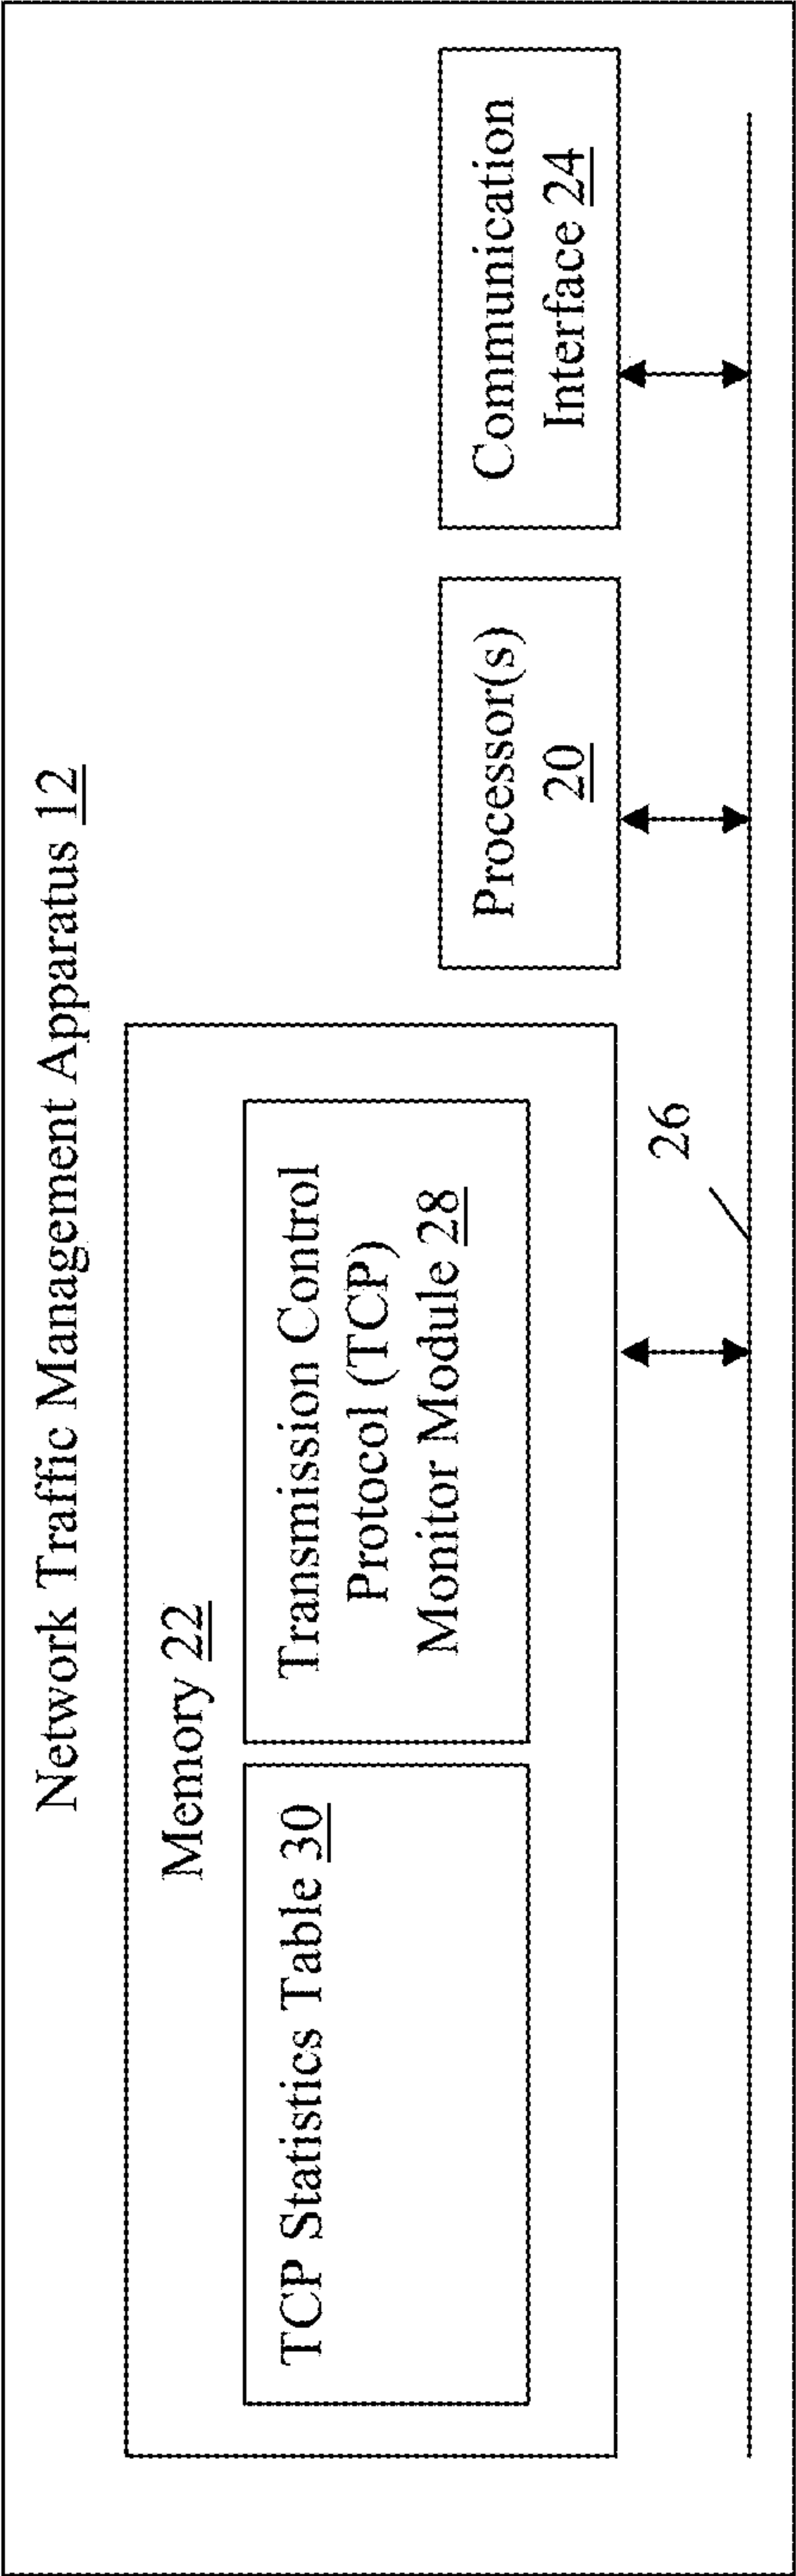 Network Traffic Management Apparatus 12
Memory 22
TCP Statistics Table 30
Transmission Control
Protocol (TCP)
Monitor Module 28
Processor(s)
20
Communication
Interface 24
26